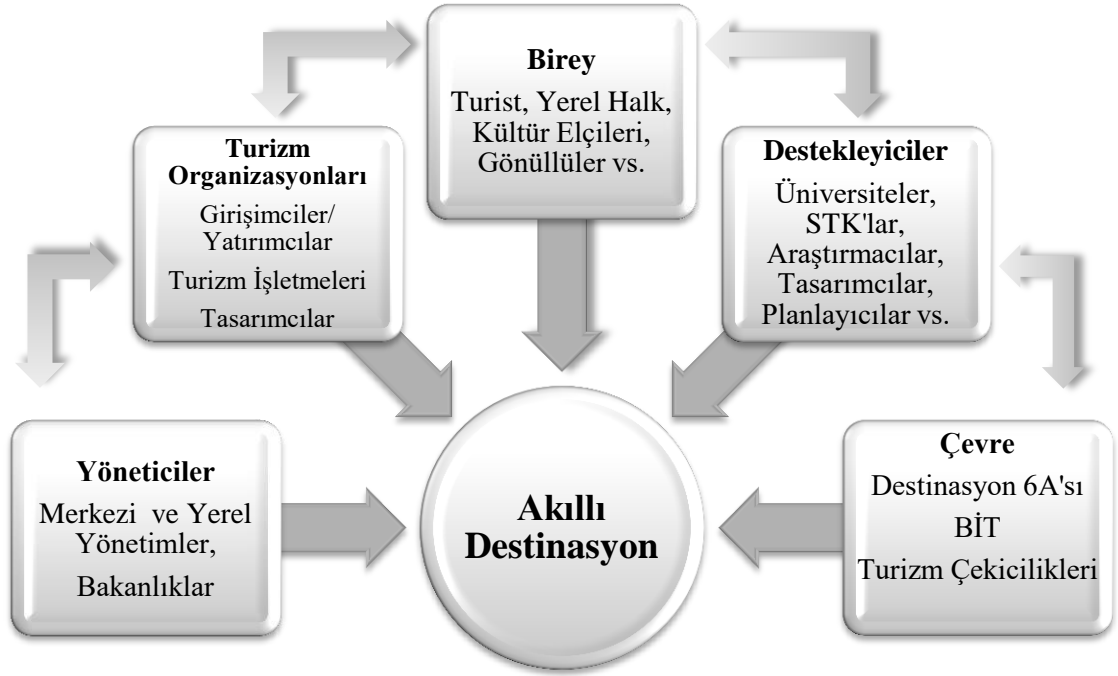 Birey
Turist, Yerel Halk,
Kültür Elçileri,
Gönüllüler vs.
Turizm
Organizasyonları
Girişimciler/
Yatırımcılar
Turizm İşletmeleri
Tasarımcılar
Destekleyiciler
Üniversiteler,
STK'lar,
Araştırmacılar,
Tasarımcılar,
Planlayıcılar vs.
Yöneticiler
Merkezi ve Yerel
Yönetimler,
Bakanlıklar
Akıllı
Destinasyon
Çevre
Destinasyon 6A'sı
BİT
Turizm Çekicilikleri